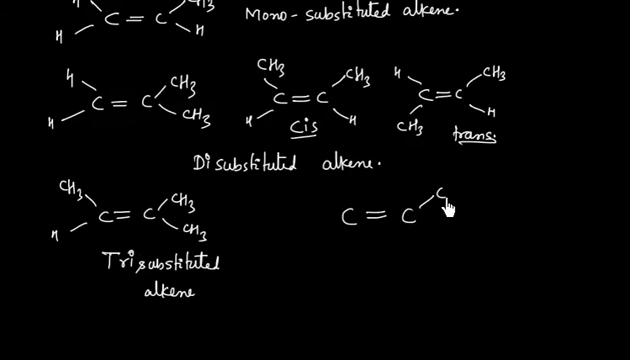 H CH3
C = C Mono-substituted alkene.
H H
H CH3 CH3 CH3 H CH3
C = C C = C C = C
H CH3 H H CH3 H
Cis trans.
Disubstituted alkene.
CH3 CH3
C = C C = C C
H CH3
Trisubstituted
alkene